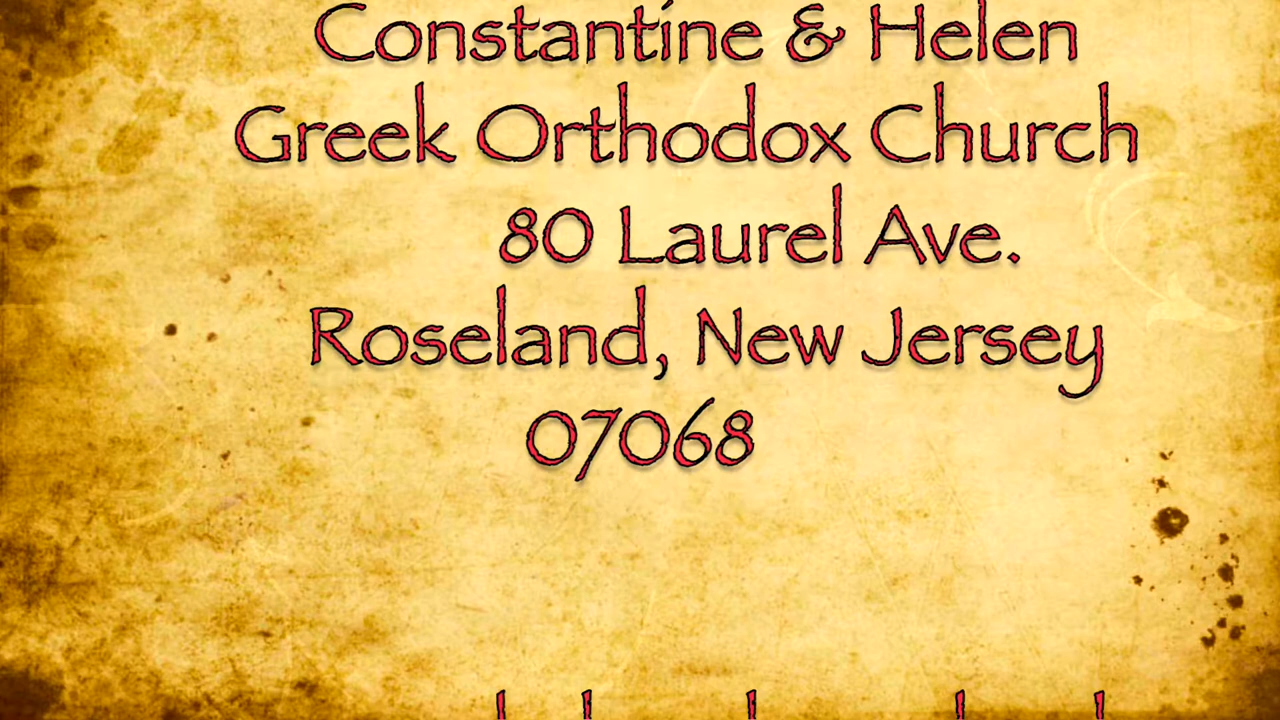 Constantine & Helen
Greek Orthodox Church
80 Laurel Ave.
Roseland, New Jersey
07068